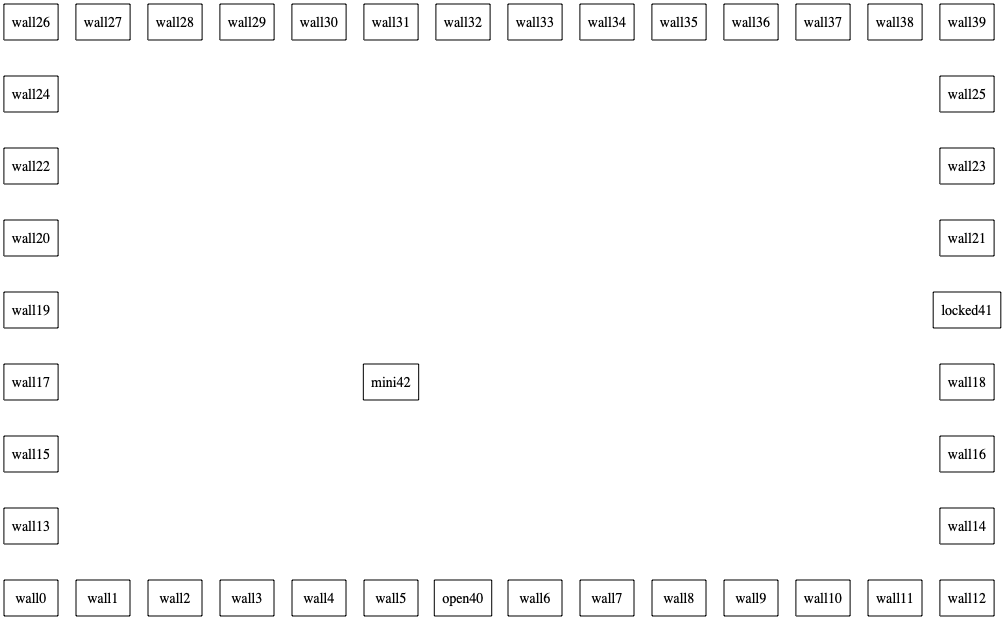 wall26 wall27 wall28 wall29 wall30 wall31 wall32 wall33 wall34 wall35 wall36 wall37 wall38 wall39
wall24 wall25
wall22 wall23
wall20 wall21
wall19 locked41
wall17 mini42 wall18
wall15 wall16
wall13 wall14
wall0 wall1 wall2 wall3 wall4 wall5 open40 wall6 wall7 wall8 wall9 wall10 wall11 wall12